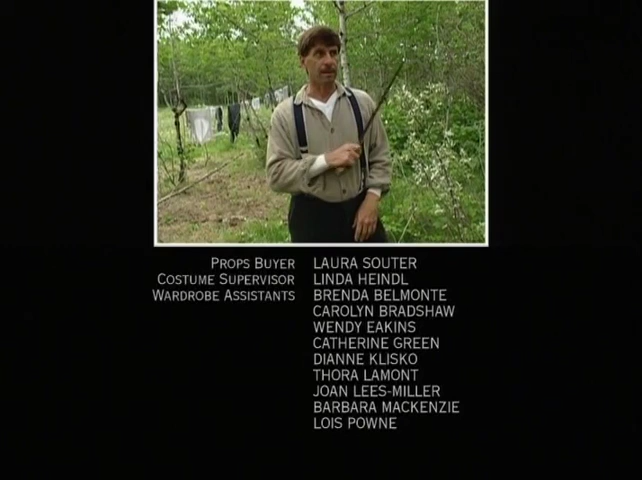 PROPS BUYER LAURA SOUTER
COSTUME SUPERVISOR LINDA HEINDL
WARDROBE ASSISTANTS BRENDA BELMONTE
CAROLYN BRADSHAW
WENDY EAKINS
CATHERINE GREEN
DIANNE KLISKO
THORA LAMONT
JOAN LEES-MILLER
BARBARA MACKENZIE
LOIS POWNE